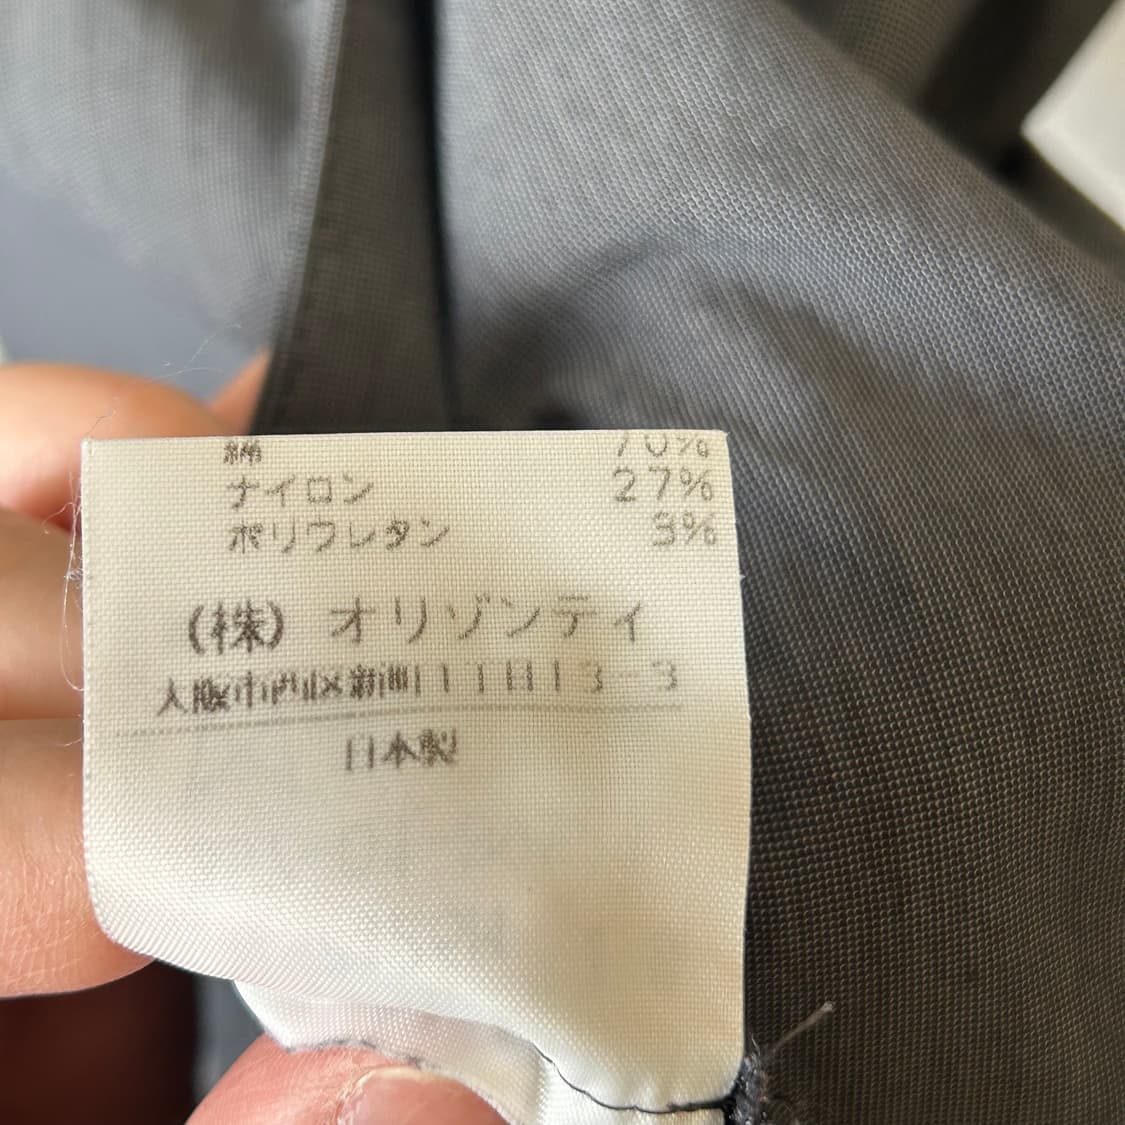 綿 70%
ナイロン 27%
ポリウレタン 3%
(株) オリゾンティ
大阪市西区新町1丁目13-3
日本製